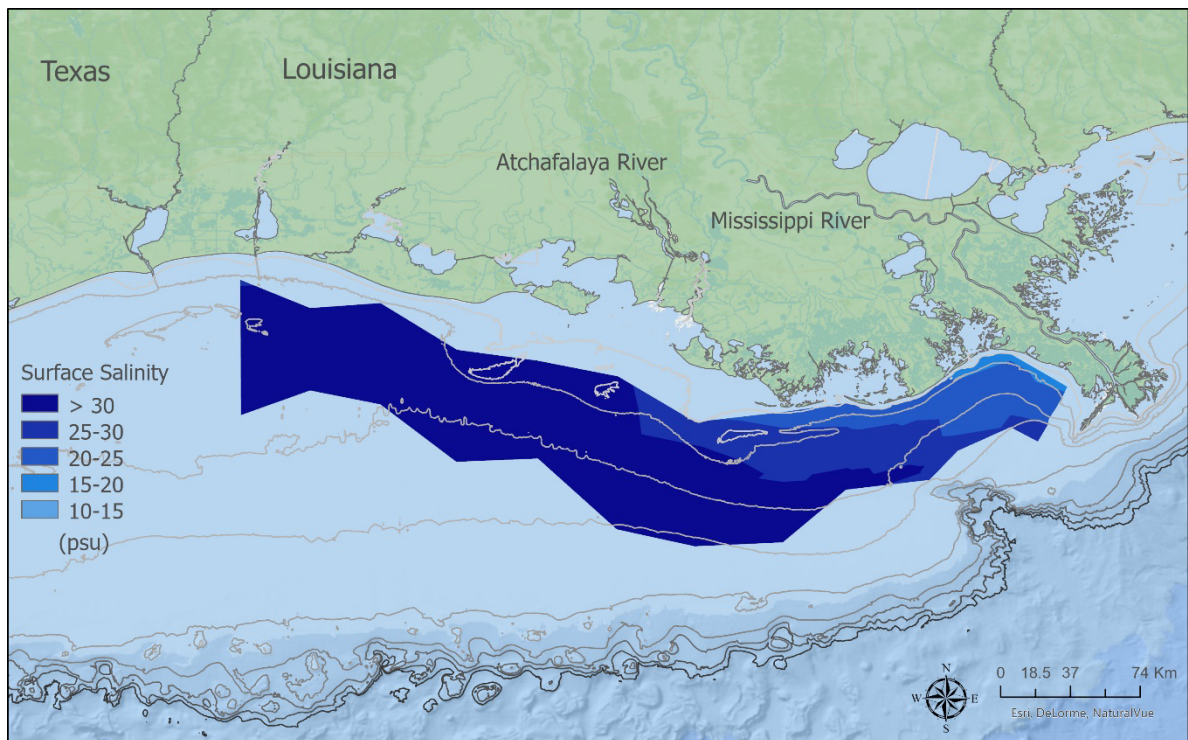 Texas
Louisiana
Atchafalaya River
Mississippi River
Surface Salinity
> 30
25-30
20-25
15-20
10-15
(psu)
N
W E
S
0 18.5 37 74 Km
Esri, DeLorme, NaturalVue